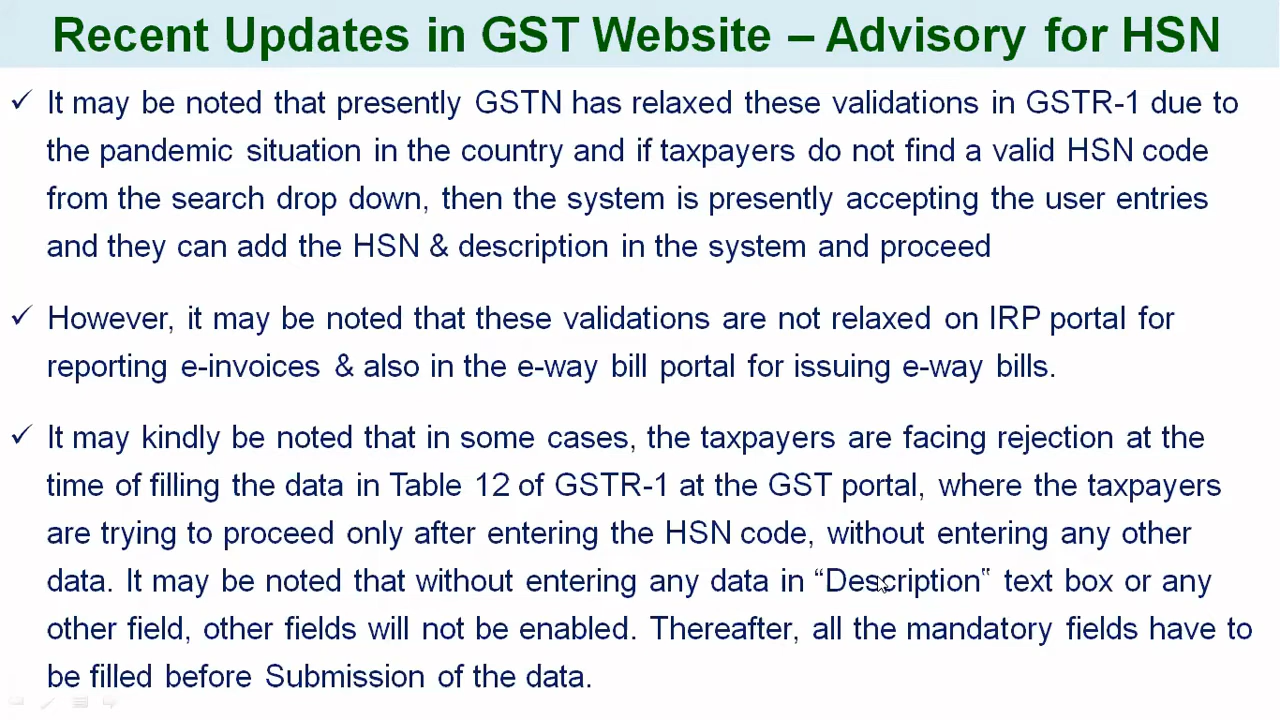 Recent Updates in GST Website – Advisory for HSN
✓ It may be noted that presently GSTN has relaxed these validations in GSTR-1 due to
the pandemic situation in the country and if taxpayers do not find a valid HSN code
from the search drop down, then the system is presently accepting the user entries
and they can add the HSN & description in the system and proceed
✓ However, it may be noted that these validations are not relaxed on IRP portal for
reporting e-invoices & also in the e-way bill portal for issuing e-way bills.
✓ It may kindly be noted that in some cases, the taxpayers are facing rejection at the
time of filling the data in Table 12 of GSTR-1 at the GST portal, where the taxpayers
are trying to proceed only after entering the HSN code, without entering any other
data. It may be noted that without entering any data in “Description‟ text box or any
other field, other fields will not be enabled. Thereafter, all the mandatory fields have to
be filled before Submission of the data.